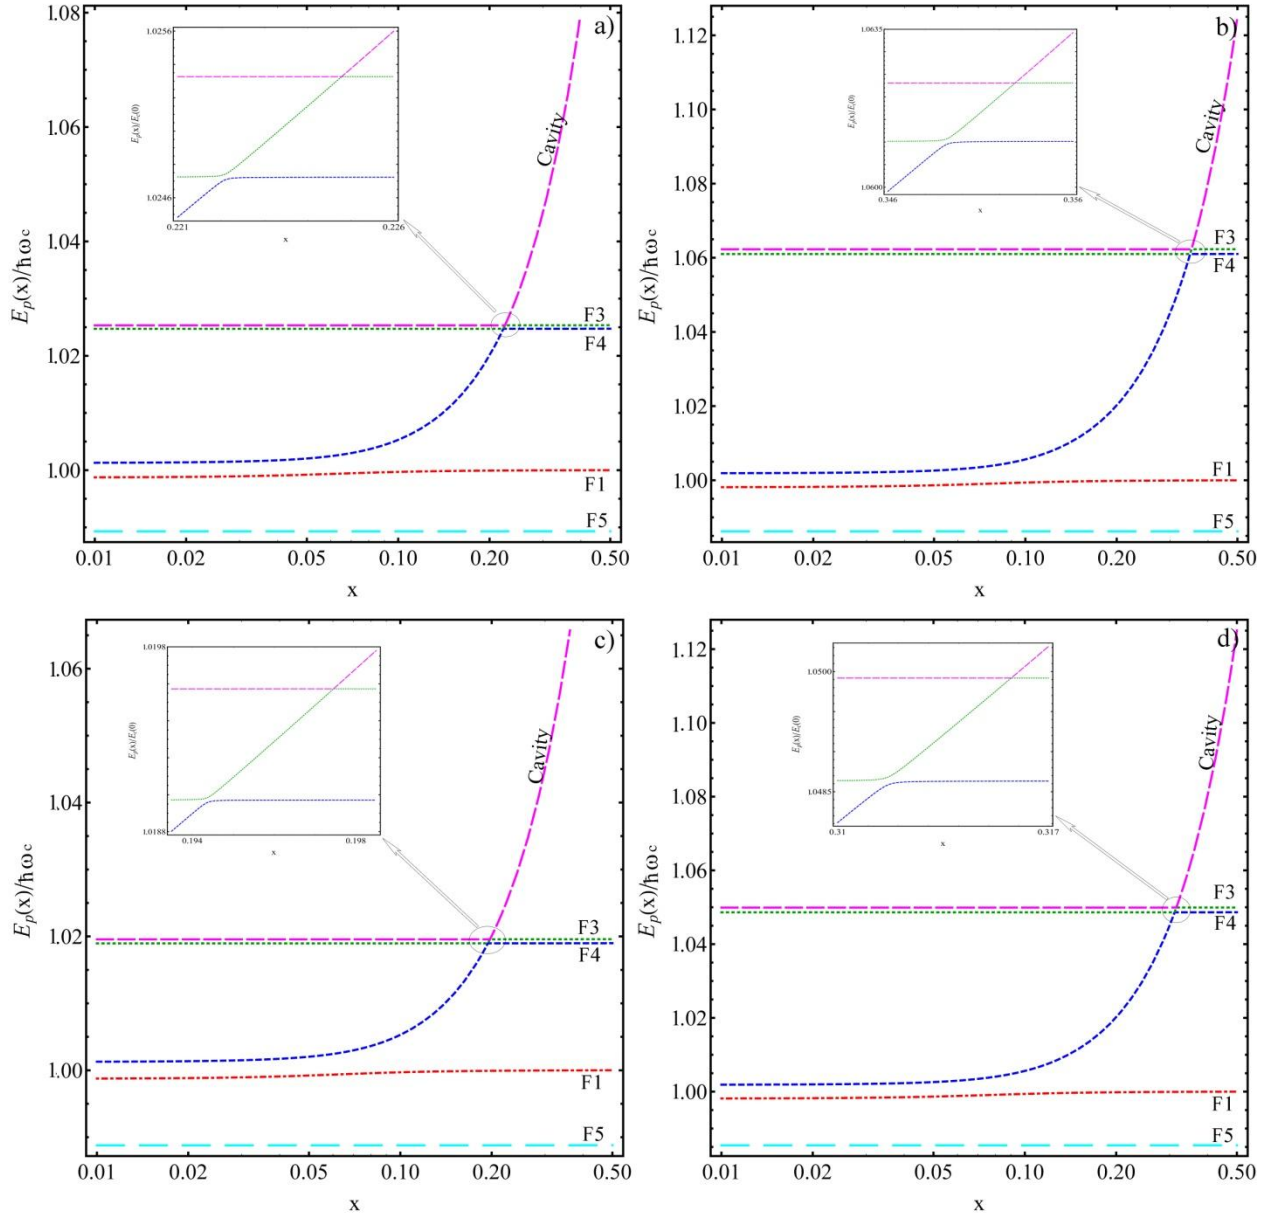 a)
1.08
1.06
1.04
1.02
1.00
E_p(x)/ħω_c
1.0256
1.0246
E_p(x)/E_c(0)
0.221
0.226
x
Cavity
F3
F4
F1
F5
0.01
0.02
0.05
0.10
0.20
0.50
x
b)
1.12
1.10
1.08
1.06
1.04
1.02
1.00
E_p(x)/ħω_c
1.0635
1.0600
E_p(x)/E_c(0)
0.346
0.356
x
Cavity
F3
F4
F1
F5
0.01
0.02
0.05
0.10
0.20
0.50
x
c)
1.06
1.04
1.02
1.00
E_p(x)/ħω_c
1.0198
1.0188
E_p(x)/E_c(0)
0.194
0.198
x
Cavity
F3
F4
F1
F5
0.01
0.02
0.05
0.10
0.20
0.50
x
d)
1.12
1.10
1.08
1.06
1.04
1.02
1.00
E_p(x)/ħω_c
1.0500
1.0485
E_p(x)/E_c(0)
0.31
0.317
x
Cavity
F3
F4
F1
F5
0.01
0.02
0.05
0.10
0.20
0.50
x